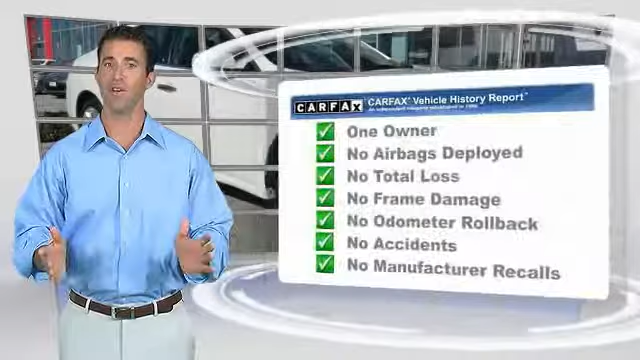 CARFAX CARFAX Vehicle History Report™
One Owner
No Airbags Deployed
No Total Loss
No Frame Damage
No Odometer Rollback
No Accidents
No Manufacturer Recalls